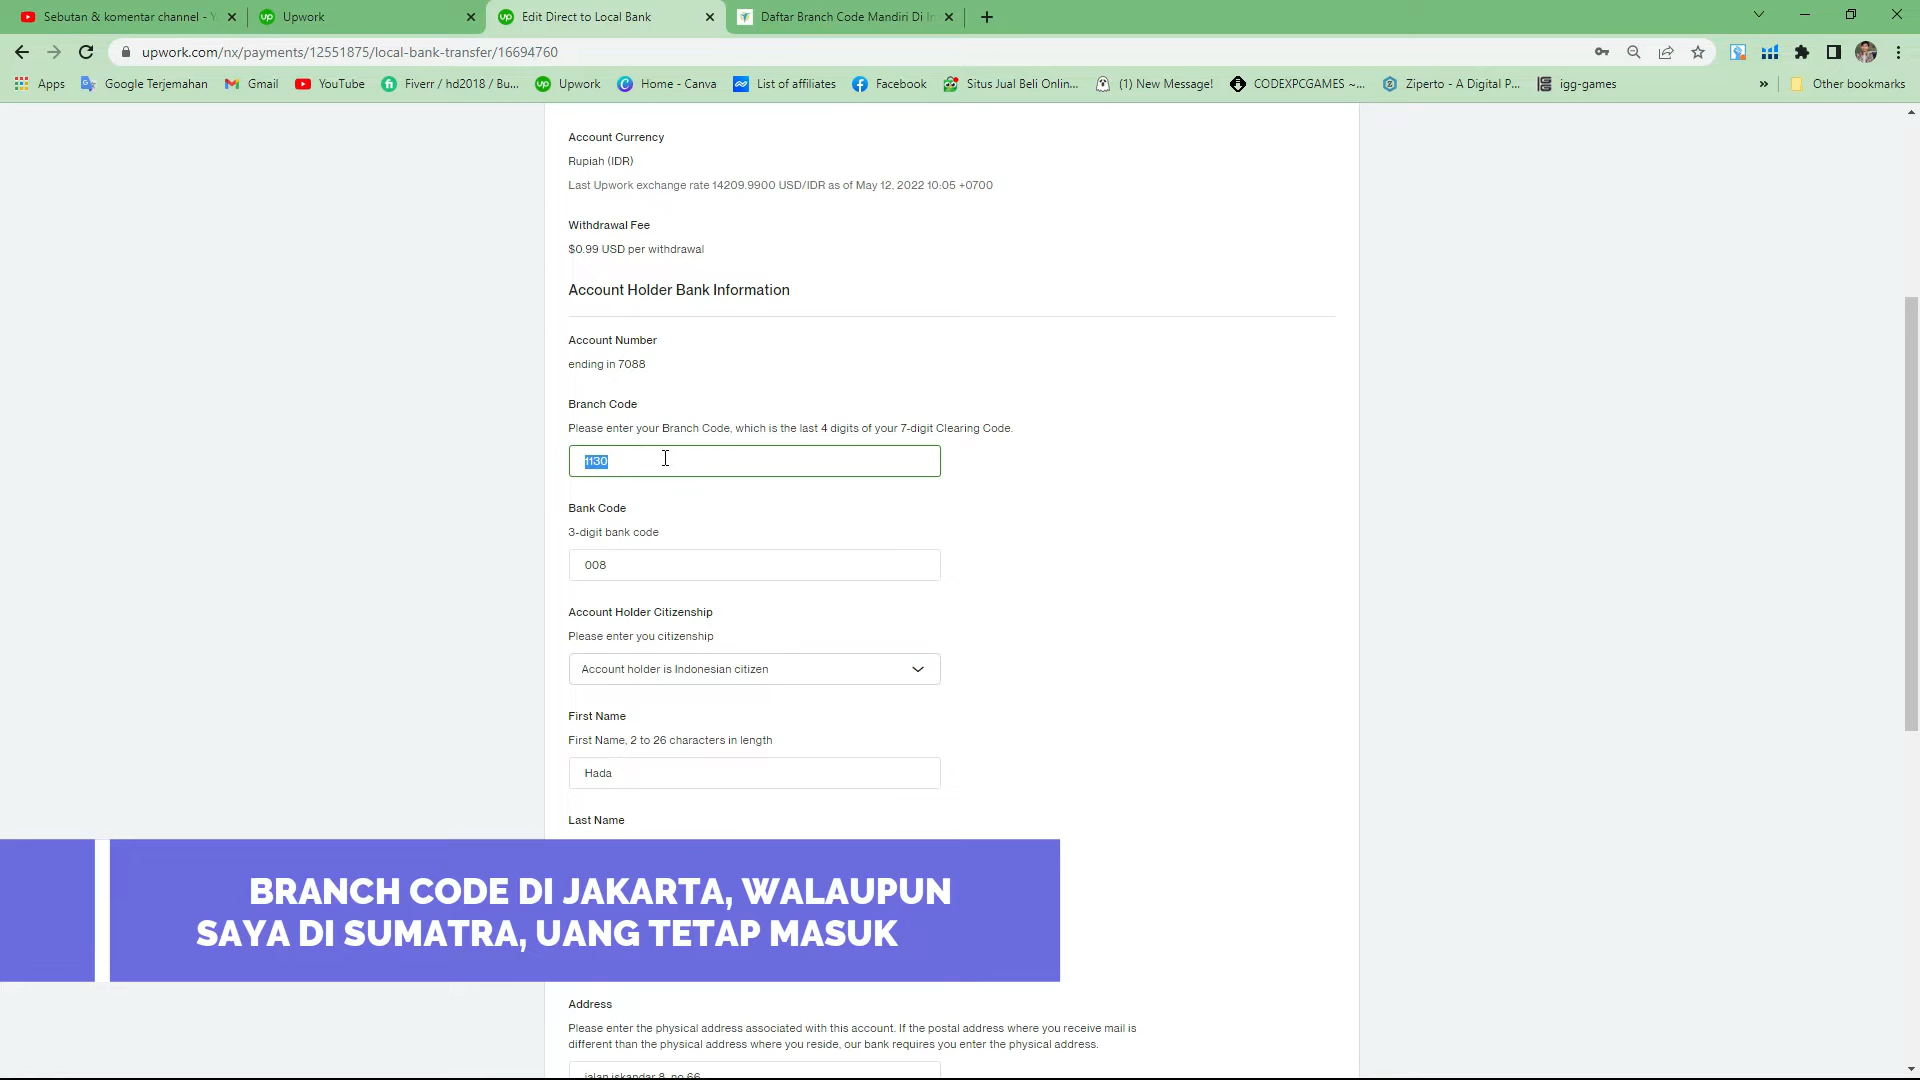 Sebutan & komentar channel - Y
Upwork
Edit Direct to Local Bank
Daftar Branch Code Mandiri Di In
upwork.com/nx/payments/12551875/local-bank-transfer/16694760
Apps
Google Terjemahan
Gmail
YouTube
Fiverr / hd2018 / Bu...
Upwork
Home - Canva
List of affiliates
Facebook
Situs Jual Beli Onlin...
(1) New Message!
CODEXPCGAMES ~...
Ziperto - A Digital P...
igg-games
»
Other bookmarks
Account Currency
Rupiah (IDR)
Last Upwork exchange rate 14209.9900 USD/IDR as of May 12, 2022 10:05 +0700
Withdrawal Fee
$0.99 USD per withdrawal
Account Holder Bank Information
Account Number
ending in 7088
Branch Code
Please enter your Branch Code, which is the last 4 digits of your 7-digit Clearing Code.
1130
Bank Code
3-digit bank code
008
Account Holder Citizenship
Please enter you citizenship
Account holder is Indonesian citizen
First Name
First Name, 2 to 26 characters in length
Hada
Last Name
BRANCH CODE DI JAKARTA, WALAUPUN
SAYA DI SUMATRA, UANG TETAP MASUK
Address
Please enter the physical address associated with this account. If the postal address where you receive mail is
different than the physical address where you reside, our bank requires you enter the physical address.
jalan iskandar 8, no 66